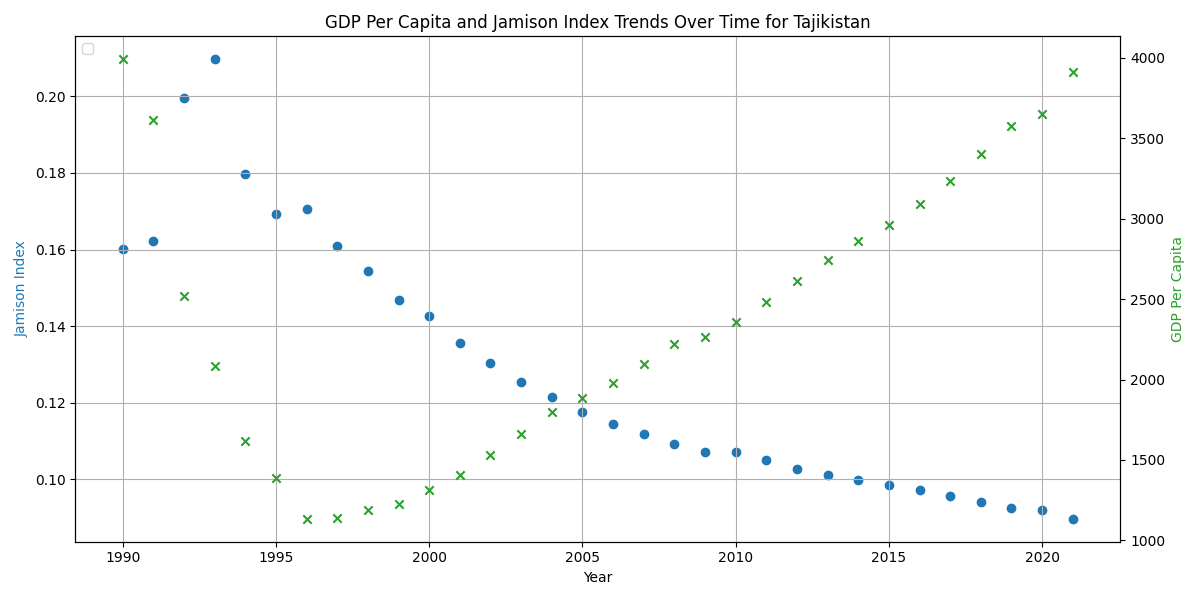 GDP Per Capita and Jamison Index Trends Over Time for Tajikistan
Jamison Index
0.20
0.18
0.16
0.14
0.12
0.10
4000
3500
3000
2500
2000
1500
1000
GDP Per Capita
1990 1995 2000 2005 2010 2015 2020
Year